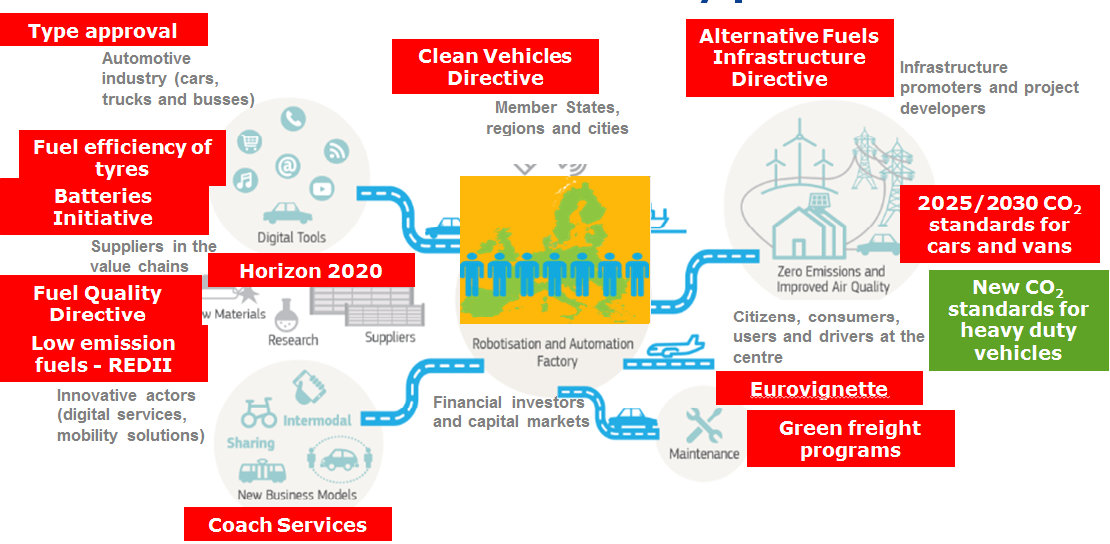 Type approval
Automotive
industry (cars,
trucks and busses)
Clean Vehicles
Directive
Member States,
regions and cities
Alternative Fuels
Infrastructure
Directive
Infrastructure
promoters and project
developers
Fuel efficiency of
tyres
Batteries
Initiative
Suppliers in the
value chains
@
Digital Tools
Horizon 2020
2025/2030 CO2
standards for
cars and vans
Zero Emissions and
Improved Air Quality
Fuel Quality
Directive
Low emission
fuels - REDII
Materials
Research
Suppliers
Robotisation and Automation
Factory
New CO2
standards for
heavy duty
vehicles
Citizens, consumers,
users and drivers at the
centre
Innovative actors
(digital services,
mobility solutions)
Intermodal
Sharing
New Business Models
Financial investors
and capital markets
Eurovignette
Green freight
programs
Maintenance
Coach Services